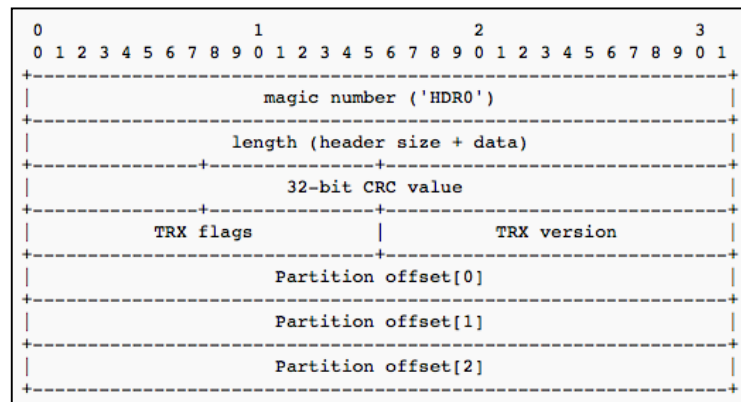 0 1 2 3
0 1 2 3 4 5 6 7 8 9 0 1 2 3 4 5 6 7 8 9 0 1 2 3 4 5 6 7 8 9 0 1
magic number ('HDR0')
length (header size + data)
32-bit CRC value
TRX flags | TRX version
Partition offset[0]
Partition offset[1]
Partition offset[2]